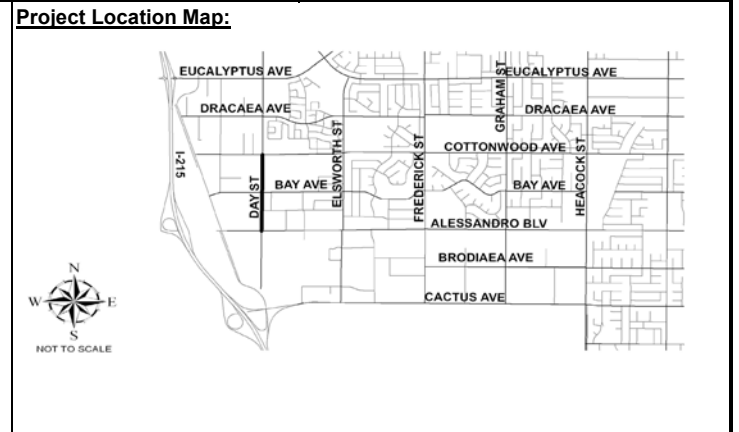 Project Location Map:
EUCALYPTUS AVE
EUCALYPTUS AVE
GRAHAM ST
DRACAEA AVE
DRACAEA AVE
ELSWORTH ST
FREDERICK ST
COTTONWOOD AVE
HEACOCK ST
I-215
DAY ST
BAY AVE
BAY AVE
ALESSANDRO BLV
BRODIAEA AVE
CACTUS AVE
N
W
E
S
NOT TO SCALE